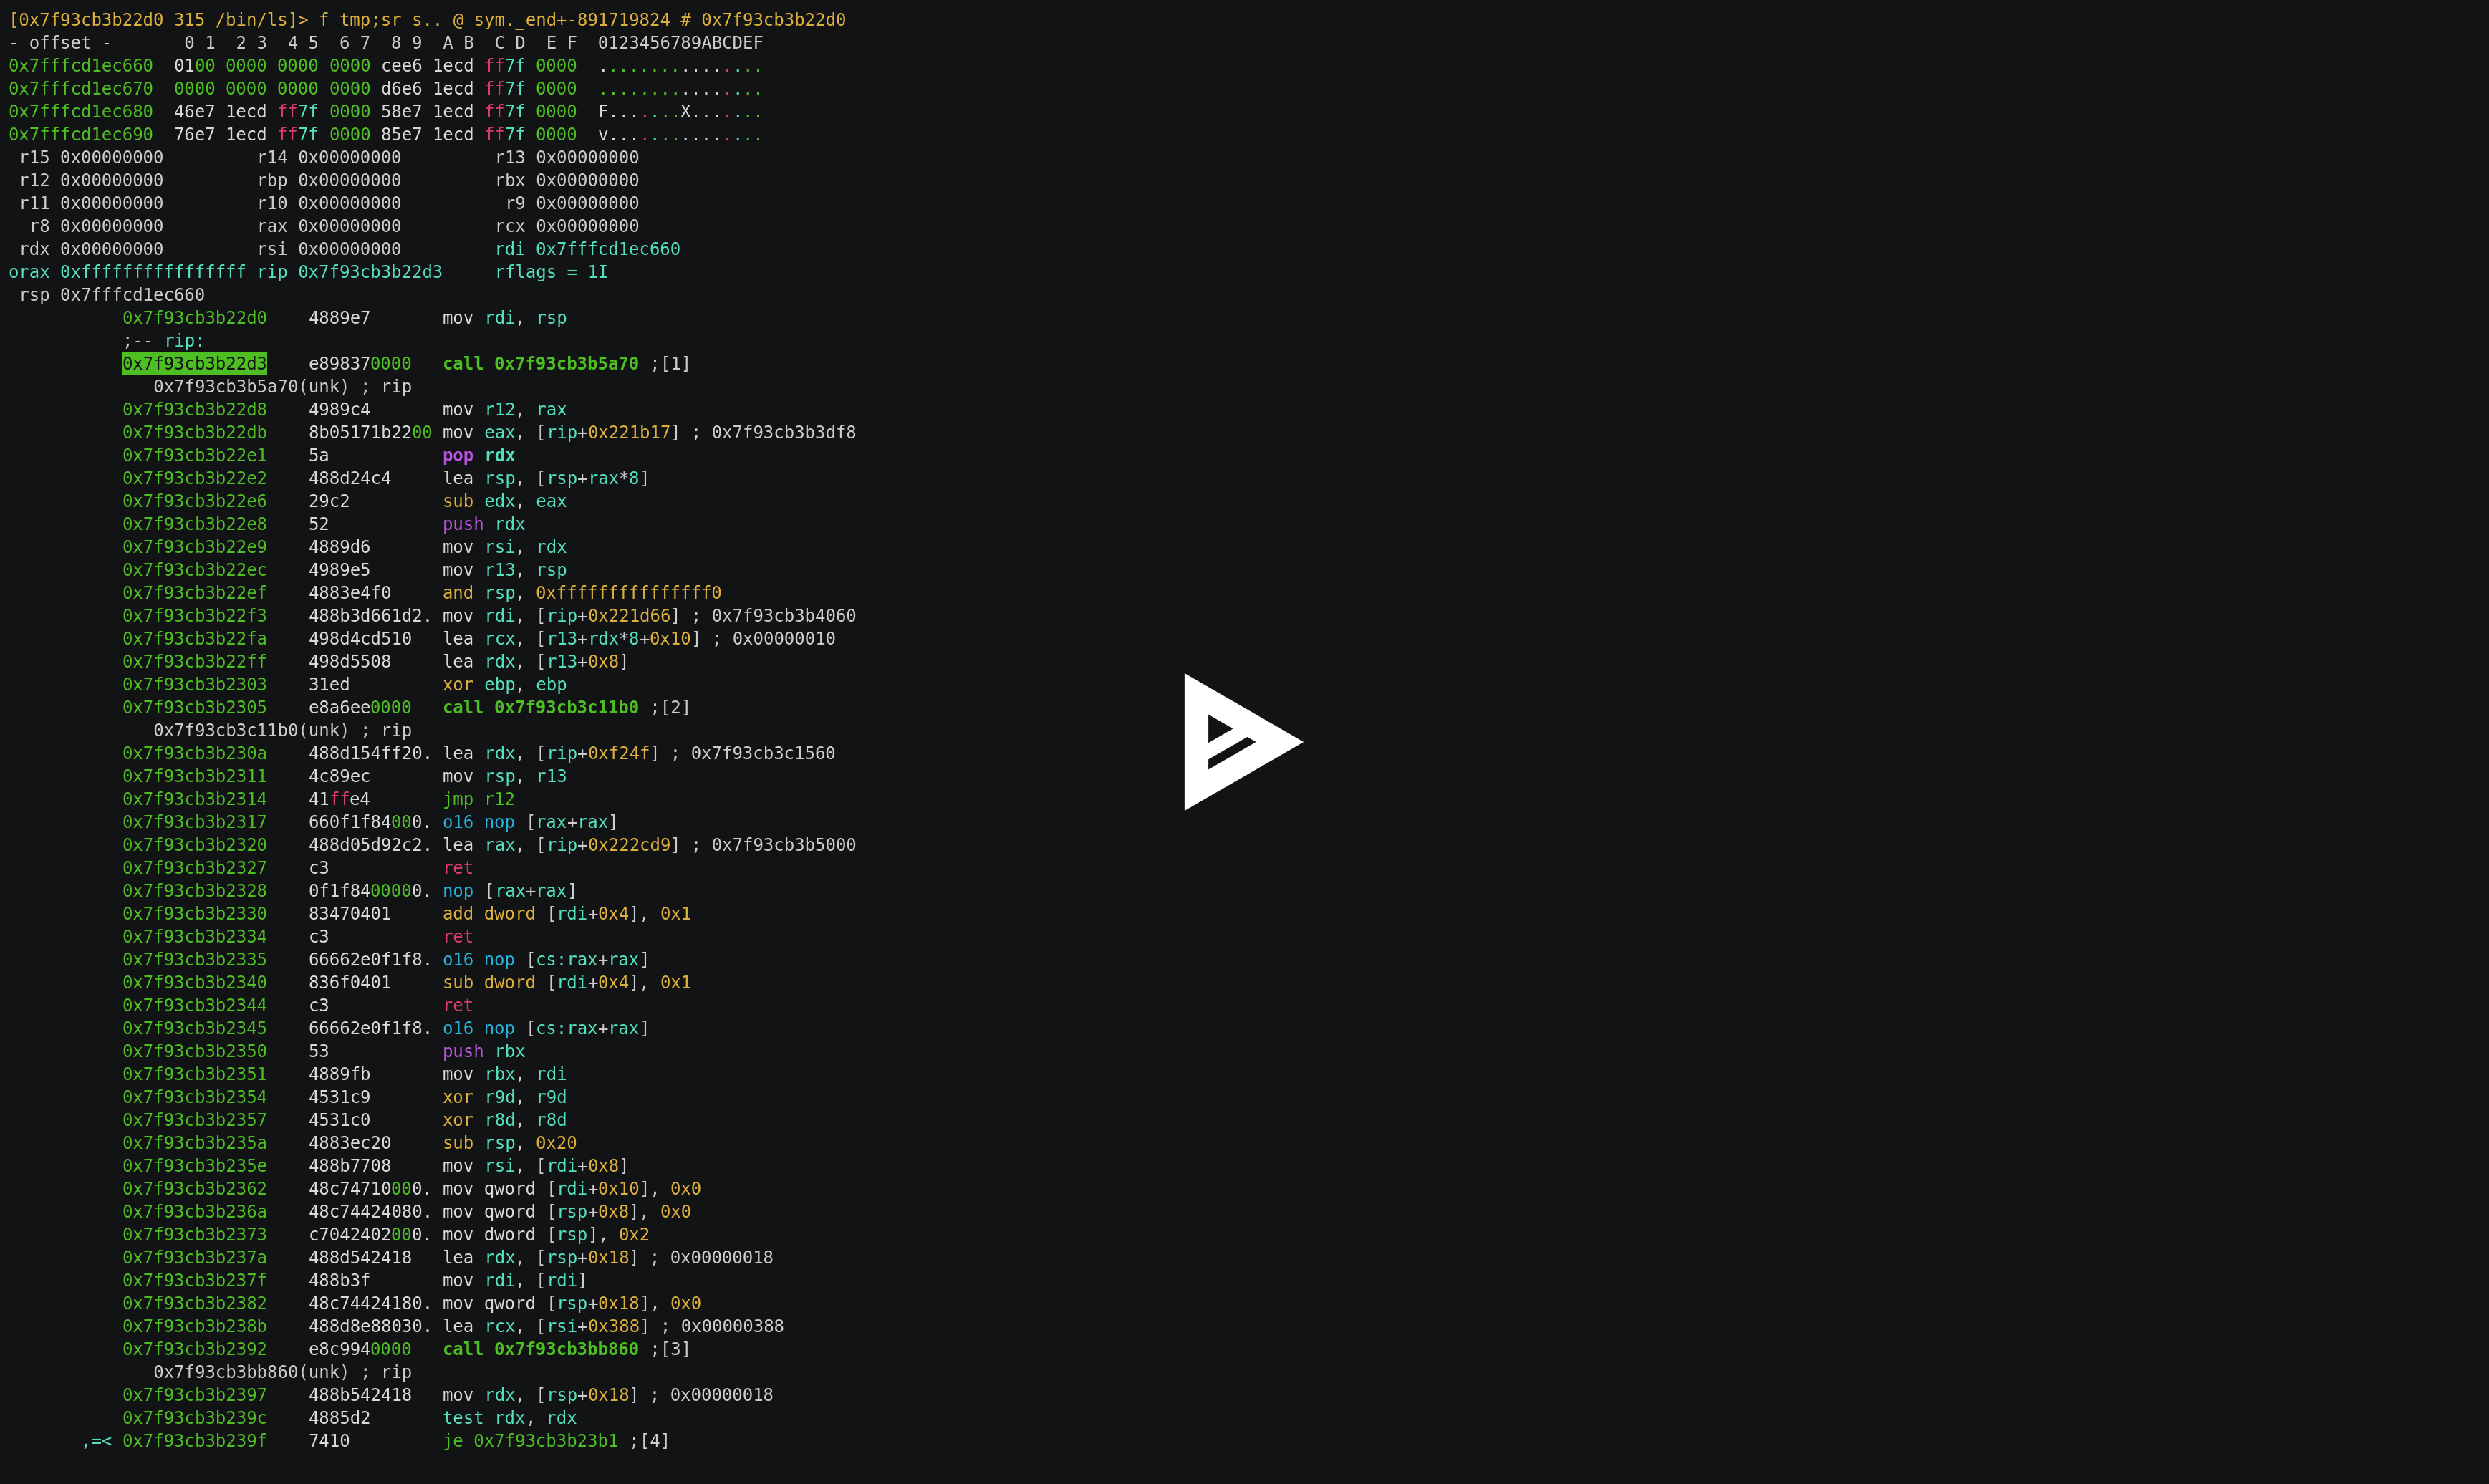 [0x7f93cb3b22d0 315 /bin/ls]> f tmp;sr s.. @ sym._end+-891719824 # 0x7f93cb3b22d0
- offset -       0 1  2 3  4 5  6 7  8 9  A B  C D  E F  0123456789ABCDEF
0x7fffcd1ec660  0100 0000 0000 0000 cee6 1ecd ff7f 0000  ................
0x7fffcd1ec670  0000 0000 0000 0000 d6e6 1ecd ff7f 0000  ................
0x7fffcd1ec680  46e7 1ecd ff7f 0000 58e7 1ecd ff7f 0000  F.......X.......
0x7fffcd1ec690  76e7 1ecd ff7f 0000 85e7 1ecd ff7f 0000  v...............
 r15 0x00000000         r14 0x00000000         r13 0x00000000
 r12 0x00000000         rbp 0x00000000         rbx 0x00000000
 r11 0x00000000         r10 0x00000000          r9 0x00000000
  r8 0x00000000         rax 0x00000000         rcx 0x00000000
 rdx 0x00000000         rsi 0x00000000         rdi 0x7fffcd1ec660
orax 0xffffffffffffffff rip 0x7f93cb3b22d3     rflags = 1I
 rsp 0x7fffcd1ec660
           0x7f93cb3b22d0    4889e7       mov rdi, rsp
           ;-- rip:
           0x7f93cb3b22d3    e898370000   call 0x7f93cb3b5a70 ;[1]
              0x7f93cb3b5a70(unk) ; rip
           0x7f93cb3b22d8    4989c4       mov r12, rax
           0x7f93cb3b22db    8b05171b2200 mov eax, [rip+0x221b17] ; 0x7f93cb3b3df8
           0x7f93cb3b22e1    5a           pop rdx
           0x7f93cb3b22e2    488d24c4     lea rsp, [rsp+rax*8]
           0x7f93cb3b22e6    29c2         sub edx, eax
           0x7f93cb3b22e8    52           push rdx
           0x7f93cb3b22e9    4889d6       mov rsi, rdx
           0x7f93cb3b22ec    4989e5       mov r13, rsp
           0x7f93cb3b22ef    4883e4f0     and rsp, 0xfffffffffffffff0
           0x7f93cb3b22f3    488b3d661d2. mov rdi, [rip+0x221d66] ; 0x7f93cb3b4060
           0x7f93cb3b22fa    498d4cd510   lea rcx, [r13+rdx*8+0x10] ; 0x00000010
           0x7f93cb3b22ff    498d5508     lea rdx, [r13+0x8]
           0x7f93cb3b2303    31ed         xor ebp, ebp
           0x7f93cb3b2305    e8a6ee0000   call 0x7f93cb3c11b0 ;[2]
              0x7f93cb3c11b0(unk) ; rip
           0x7f93cb3b230a    488d154ff20. lea rdx, [rip+0xf24f] ; 0x7f93cb3c1560
           0x7f93cb3b2311    4c89ec       mov rsp, r13
           0x7f93cb3b2314    41ffe4       jmp r12
           0x7f93cb3b2317    660f1f84000. o16 nop [rax+rax]
           0x7f93cb3b2320    488d05d92c2. lea rax, [rip+0x222cd9] ; 0x7f93cb3b5000
           0x7f93cb3b2327    c3           ret
           0x7f93cb3b2328    0f1f8400000. nop [rax+rax]
           0x7f93cb3b2330    83470401     add dword [rdi+0x4], 0x1
           0x7f93cb3b2334    c3           ret
           0x7f93cb3b2335    66662e0f1f8. o16 nop [cs:rax+rax]
           0x7f93cb3b2340    836f0401     sub dword [rdi+0x4], 0x1
           0x7f93cb3b2344    c3           ret
           0x7f93cb3b2345    66662e0f1f8. o16 nop [cs:rax+rax]
           0x7f93cb3b2350    53           push rbx
           0x7f93cb3b2351    4889fb       mov rbx, rdi
           0x7f93cb3b2354    4531c9       xor r9d, r9d
           0x7f93cb3b2357    4531c0       xor r8d, r8d
           0x7f93cb3b235a    4883ec20     sub rsp, 0x20
           0x7f93cb3b235e    488b7708     mov rsi, [rdi+0x8]
           0x7f93cb3b2362    48c74710000. mov qword [rdi+0x10], 0x0
           0x7f93cb3b236a    48c74424080. mov qword [rsp+0x8], 0x0
           0x7f93cb3b2373    c7042402000. mov dword [rsp], 0x2
           0x7f93cb3b237a    488d542418   lea rdx, [rsp+0x18] ; 0x00000018
           0x7f93cb3b237f    488b3f       mov rdi, [rdi]
           0x7f93cb3b2382    48c74424180. mov qword [rsp+0x18], 0x0
           0x7f93cb3b238b    488d8e88030. lea rcx, [rsi+0x388] ; 0x00000388
           0x7f93cb3b2392    e8c9940000   call 0x7f93cb3bb860 ;[3]
              0x7f93cb3bb860(unk) ; rip
           0x7f93cb3b2397    488b542418   mov rdx, [rsp+0x18] ; 0x00000018
           0x7f93cb3b239c    4885d2       test rdx, rdx
       ,=< 0x7f93cb3b239f    7410         je 0x7f93cb3b23b1 ;[4]